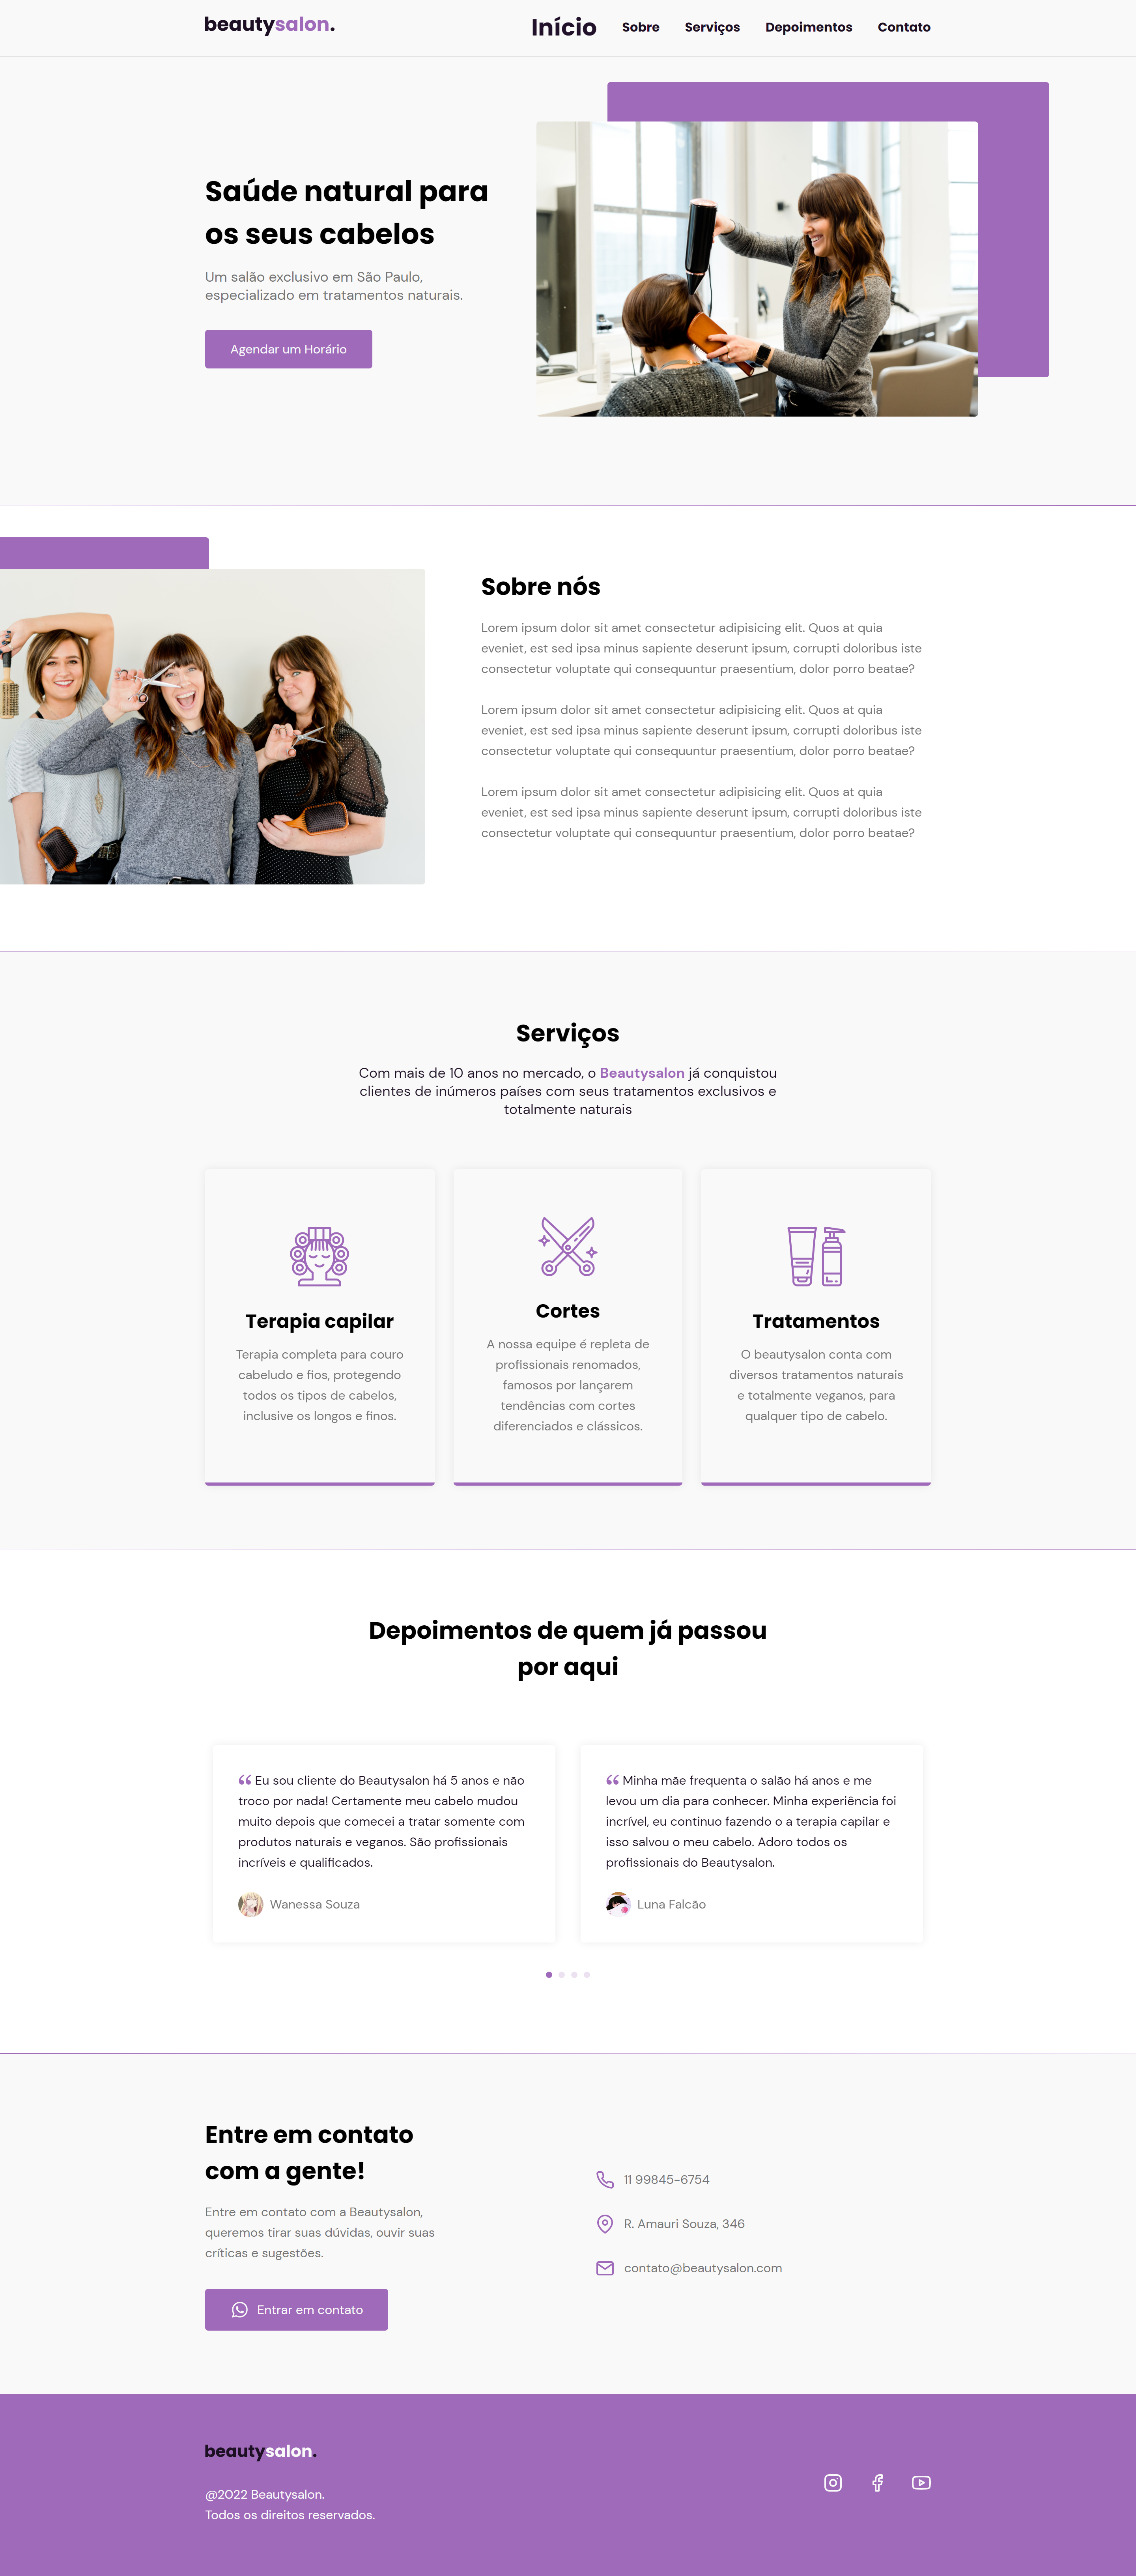 beautysalon.
Início Sobre Serviços Depoimentos Contato
Saúde natural para
os seus cabelos
Um salão exclusivo em São Paulo,
especializado em tratamentos naturais.
Agendar um Horário
Sobre nós
Lorem ipsum dolor sit amet consectetur adipisicing elit. Quos at quia
eveniet, est sed ipsa minus sapiente deserunt ipsum, corrupti doloribus iste
consectetur voluptate qui consequuntur praesentium, dolor porro beatae?
Lorem ipsum dolor sit amet consectetur adipisicing elit. Quos at quia
eveniet, est sed ipsa minus sapiente deserunt ipsum, corrupti doloribus iste
consectetur voluptate qui consequuntur praesentium, dolor porro beatae?
Lorem ipsum dolor sit amet consectetur adipisicing elit. Quos at quia
eveniet, est sed ipsa minus sapiente deserunt ipsum, corrupti doloribus iste
consectetur voluptate qui consequuntur praesentium, dolor porro beatae?
Serviços
Com mais de 10 anos no mercado, o Beautysalon já conquistou
clientes de inúmeros países com seus tratamentos exclusivos e
totalmente naturais
Terapia capilar
Terapia completa para couro
cabeludo e fios, protegendo
todos os tipos de cabelos,
inclusive os longos e finos.
Cortes
A nossa equipe é repleta de
profissionais renomados,
famosos por lançarem
tendências com cortes
diferenciados e clássicos.
Tratamentos
O beautysalon conta com
diversos tratamentos naturais
e totalmente veganos, para
qualquer tipo de cabelo.
Depoimentos de quem já passou
por aqui
“ Eu sou cliente do Beautysalon há 5 anos e não
troco por nada! Certamente meu cabelo mudou
muito depois que comecei a tratar somente com
produtos naturais e veganos. São profissionais
incríveis e qualificados.
Wanessa Souza
“ Minha mãe frequenta o salão há anos e me
levou um dia para conhecer. Minha experiência foi
incrível, eu continuo fazendo o a terapia capilar e
isso salvou o meu cabelo. Adoro todos os
profissionais do Beautysalon.
Luna Falcão
Entre em contato
com a gente!
Entre em contato com a Beautysalon,
queremos tirar suas dúvidas, ouvir suas
críticas e sugestões.
Entrar em contato
11 99845-6754
R. Amauri Souza, 346
contato@beautysalon.com
beautysalon.
@2022 Beautysalon.
Todos os direitos reservados.